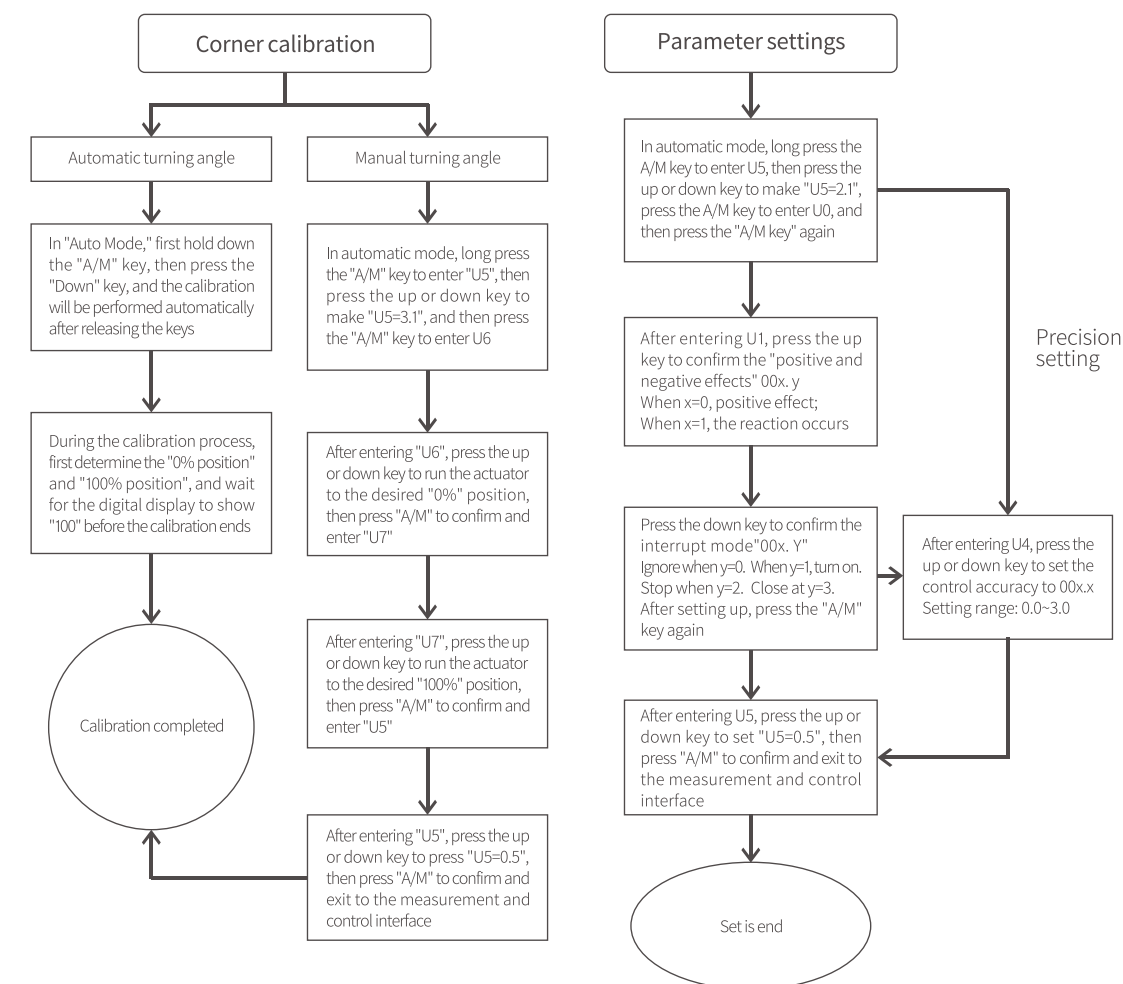 Corner calibration
Automatic turning angle
In "Auto Mode," first hold down
the "A/M" key, then press the
"Down" key, and the calibration
will be performed automatically
after releasing the keys
During the calibration process,
first determine the "0% position"
and "100% position", and wait
for the digital display to show
"100" before the calibration ends
Calibration completed
Manual turning angle
In automatic mode, long press
the "A/M" key to enter "U5", then
press the up or down key to
make "U5=3.1", and then press
the "A/M" key to enter U6
After entering "U6", press the up
or down key to run the actuator
to the desired "0%" position,
then press "A/M" to confirm and
enter "U7"
After entering "U7", press the up
or down key to run the actuator
to the desired "100%" position,
then press "A/M" to confirm and
enter "U5"
After entering "U5", press the up
or down key to press "U5=0.5",
then press "A/M" to confirm and
exit to the measurement and
control interface
Parameter settings
In automatic mode, long press the
A/M key to enter U5, then press the
up or down key to make "U5=2.1",
press the A/M key to enter U0, and
then press the "A/M key" again
After entering U1, press the up
key to confirm the "positive and
negative effects" 00x. y
When x=0, positive effect;
When x=1, the reaction occurs
Press the down key to confirm the
interrupt mode"00x. Y"
Ignore when y=0. When y=1, turn on.
Stop when y=2. Close at y=3.
After setting up, press the "A/M"
key again
Precision
setting
After entering U4, press the
up or down key to set the
control accuracy to 00x.x
Setting range: 0.0~3.0
After entering U5, press the up or
down key to set "U5=0.5", then
press "A/M" to confirm and exit to
the measurement and control
interface
Set is end